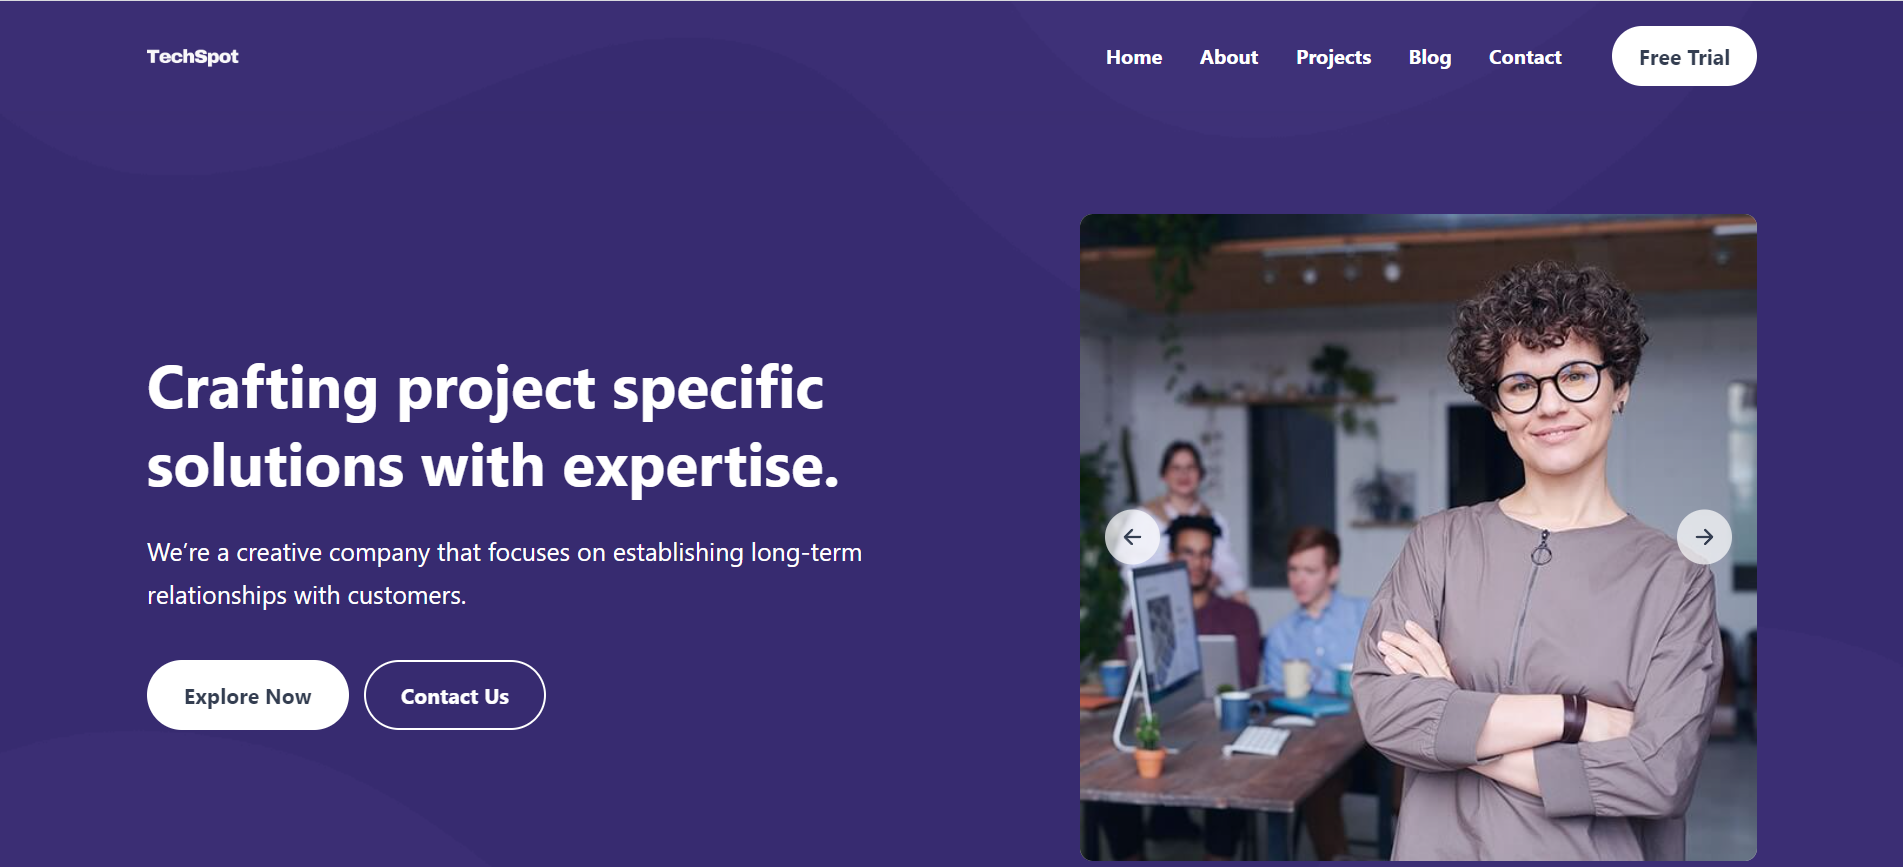 TechSpot
Home About Projects Blog Contact Free Trial
Crafting project specific
solutions with expertise.
We’re a creative company that focuses on establishing long-term
relationships with customers.
Explore Now Contact Us